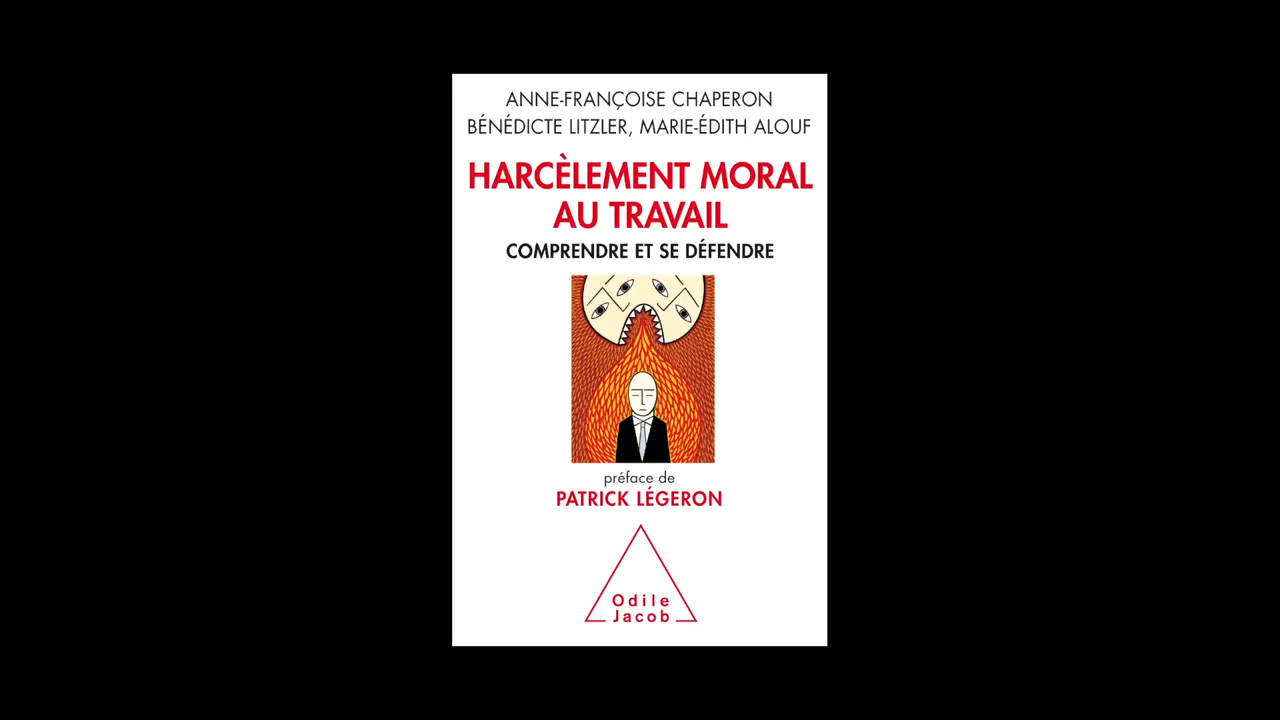 ANNE-FRANÇOISE CHAPERON
BÉNÉDICTE LITZLER, MARIE-ÉDITH ALOUF
HARCÈLEMENT MORAL
AU TRAVAIL
COMPRENDRE ET SE DÉFENDRE
préface de
PATRICK LÉGERON
Odile
Jacob